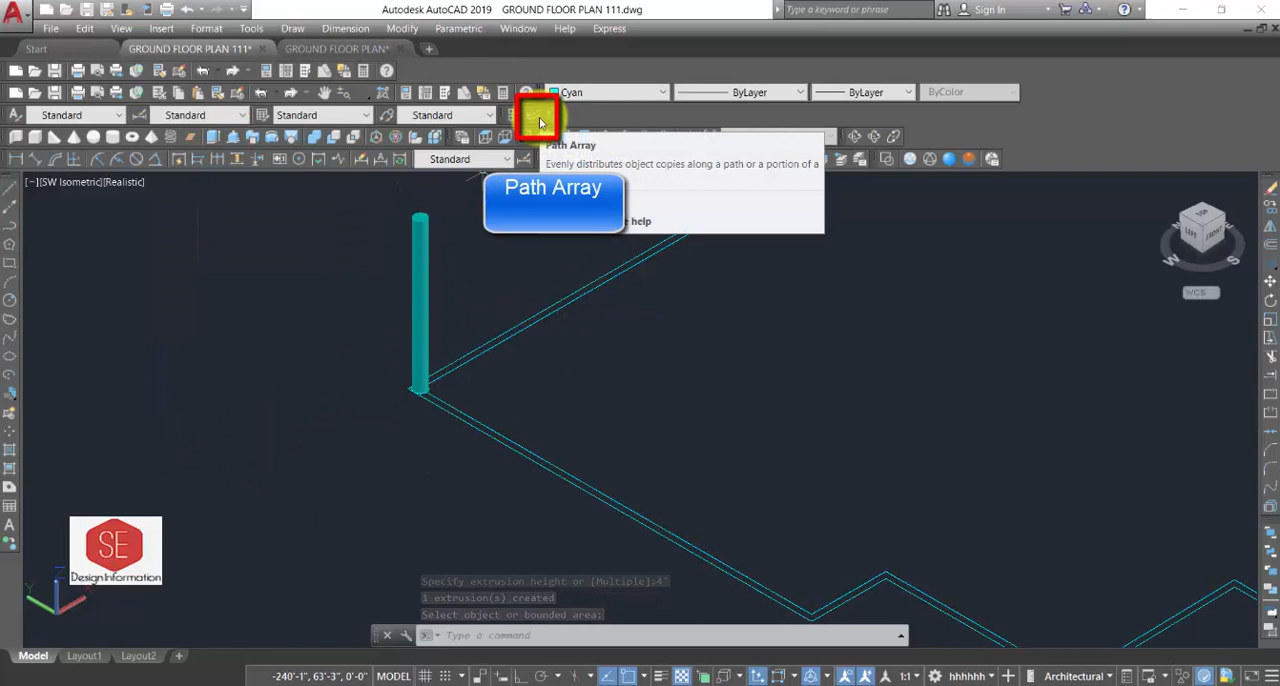 Autodesk AutoCAD 2019 GROUND FLOOR PLAN 111.dwg
Type a keyword or phrase
Sign In
File Edit View Insert Format Tools Draw Dimension Modify Parametric Window Help Express
Start GROUND FLOOR PLAN 111* GROUND FLOOR PLAN*
Cyan ByLayer ByLayer ByColor
Standard Standard Standard Standard
Standard
Path Array
Evenly distributes object copies along a path or a portion of a
Path Array
help
[−][SW Isometric][Realistic]
TOP
LEFT FRONT
W S
WCS
SE
Design Information
Z
Y
Specify extrusion height or [Multiple]:4'
1 extrusion(s) created
Select object or bounded area:
Type a command
Model Layout1 Layout2
-240'-1", 63'-3", 0'-0" MODEL 1:1 hhhhhh Architectural